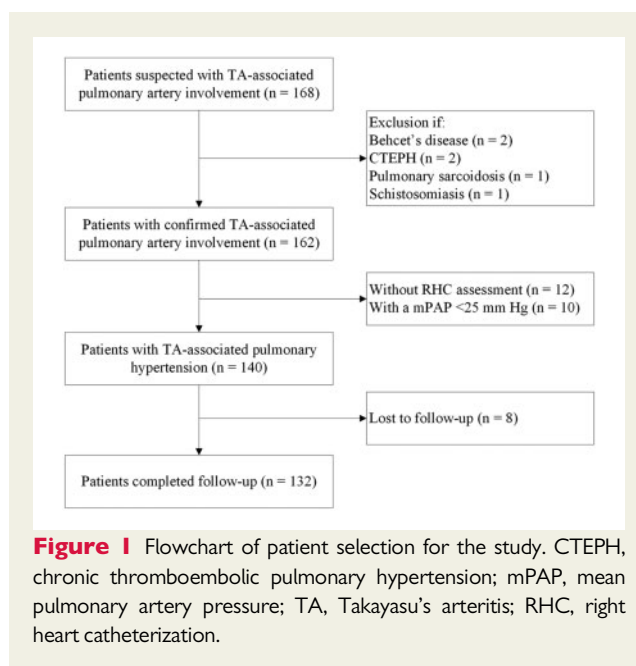 Patients suspected with TA-associated
pulmonary artery involvement (n = 168)
Exclusion if:
Behcet's disease (n = 2)
CTEPH (n = 2)
Pulmonary sarcoidosis (n = 1)
Schistosomiasis (n = 1)
Patients with confirmed TA-associated
pulmonary artery involvement (n = 162)
Without RHC assessment (n = 12)
With a mPAP <25 mm Hg (n = 10)
Patients with TA-associated pulmonary
hypertension (n = 140)
Lost to follow-up (n = 8)
Patients completed follow-up (n = 132)
Figure 1 Flowchart of patient selection for the study. CTEPH,
chronic thromboembolic pulmonary hypertension; mPAP, mean
pulmonary artery pressure; TA, Takayasu's arteritis; RHC, right
heart catheterization.